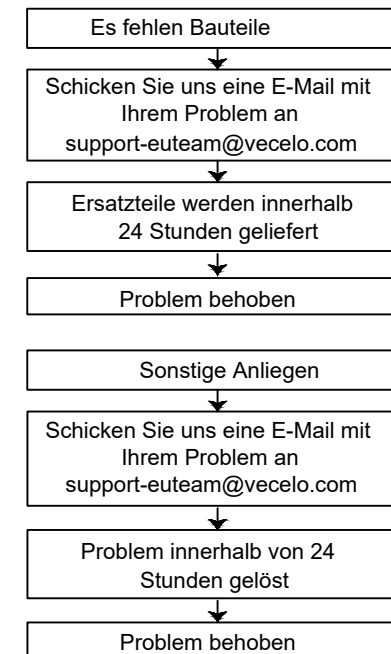 Es fehlen Bauteile
Schicken Sie uns eine E-Mail mit
Ihrem Problem an
support-euteam@vecelo.com
Ersatzteile werden innerhalb
24 Stunden geliefert
Problem behoben
Sonstige Anliegen
Schicken Sie uns eine E-Mail mit
Ihrem Problem an
support-euteam@vecelo.com
Problem innerhalb von 24
Stunden gelöst
Problem behoben